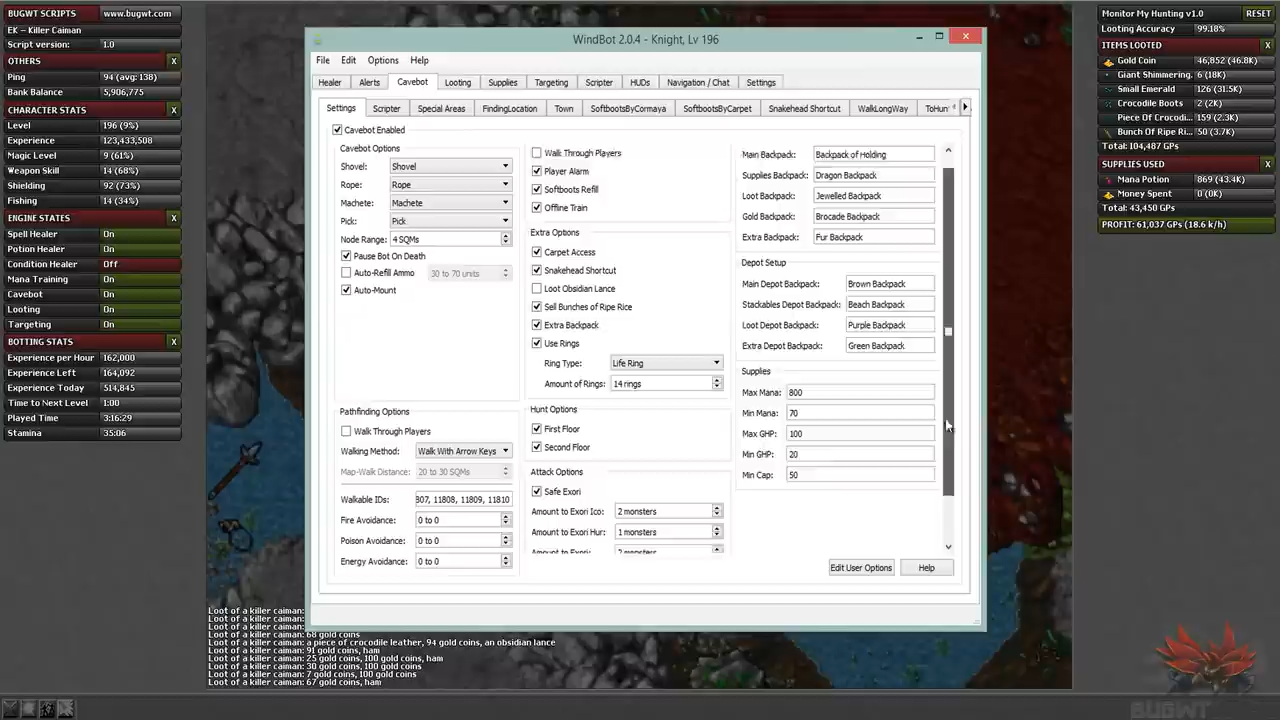 BUGWT SCRIPTS www.bugwt.com
EK – Killer Caiman
Script version: 1.0
OTHERS X
Ping 94 (avg:138)
Bank Balance 5,906,775
CHARACTER STATS X
Level 196 (9%)
Experience 123,433,508
Magic Level 9 (61%)
Weapon Skill 14 (68%)
Shielding 92 (73%)
Fishing 14 (34%)
ENGINE STATES X
Spell Healer On
Potion Healer On
Condition Healer Off
Mana Training On
Cavebot On
Looting On
Targeting On
BOTTING STATS X
Experience per Hour 162,000
Experience Left 164,092
Experience Today 514,845
Time to Next Level 1:00
Played Time 3:16:29
Stamina 35:06
WindBot 2.0.4 - Knight, Lv 196
File Edit Options Help
Healer Alerts Cavebot Looting Supplies Targeting Scripter HUDs Navigation / Chat Settings
Settings Scripter Special Areas FindingLocation Town SoftbootsByCormaya SoftbootsByCarpet Snakehead Shortcut WalkLongWay ToHun
Cavebot Enabled
Cavebot Options
Shovel: Shovel
Rope: Rope
Machete: Machete
Pick: Pick
Node Range: 4 SQMs
Pause Bot On Death
Auto-Refill Ammo 30 to 70 units
Auto-Mount
Pathfinding Options
Walk Through Players
Walking Method: Walk With Arrow Keys
Map-Walk Distance: 20 to 30 SQMs
Walkable IDs: 307, 11808, 11809, 11810
Fire Avoidance: 0 to 0
Poison Avoidance: 0 to 0
Energy Avoidance: 0 to 0
Walk Through Players
Player Alarm
Softboots Refill
Offline Train
Extra Options
Carpet Access
Snakehead Shortcut
Loot Obsidian Lance
Sell Bunches of Ripe Rice
Extra Backpack
Use Rings
Ring Type: Life Ring
Amount of Rings: 14 rings
Hunt Options
First Floor
Second Floor
Attack Options
Safe Exori
Amount to Exori Ico: 2 monsters
Amount to Exori Hur: 1 monsters
Amount to Exori: 2 monsters
Main Backpack: Backpack of Holding
Supplies Backpack: Dragon Backpack
Loot Backpack: Jewelled Backpack
Gold Backpack: Brocade Backpack
Extra Backpack: Fur Backpack
Depot Setup
Main Depot Backpack: Brown Backpack
Stackables Depot Backpack: Beach Backpack
Loot Depot Backpack: Purple Backpack
Extra Depot Backpack: Green Backpack
Supplies
Max Mana: 800
Min Mana: 70
Max GHP: 100
Min GHP: 20
Min Cap: 50
Edit User Options Help
Monitor My Hunting v1.0 RESET
Looting Accuracy 99.18%
ITEMS LOOTED X
Gold Coin 46,852 (46.8K)
Giant Shimmering. 6 (18K)
Small Emerald 126 (31.5K)
Crocodile Boots 2 (2K)
Piece Of Crocodi... 159 (2.3K)
Bunch Of Ripe Ri... 50 (3.7K)
Total: 104,487 GPs
SUPPLIES USED X
Mana Potion 869 (43.4K)
Money Spent 0 (0K)
Total: 43,450 GPs
PROFIT: 61,037 GPs (18.6 k/h)
Loot of a killer caiman:
Loot of a killer caiman:
Loot of a killer caiman:
Loot of a killer caiman: 68 gold coins
Loot of a killer caiman: a piece of crocodile leather, 94 gold coins, an obsidian lance
Loot of a killer caiman: 91 gold coins, ham
Loot of a killer caiman: 25 gold coins, 100 gold coins, ham
Loot of a killer caiman: 30 gold coins, 100 gold coins
Loot of a killer caiman: 7 gold coins, 100 gold coins
Loot of a killer caiman: 67 gold coins, ham
BUGWT